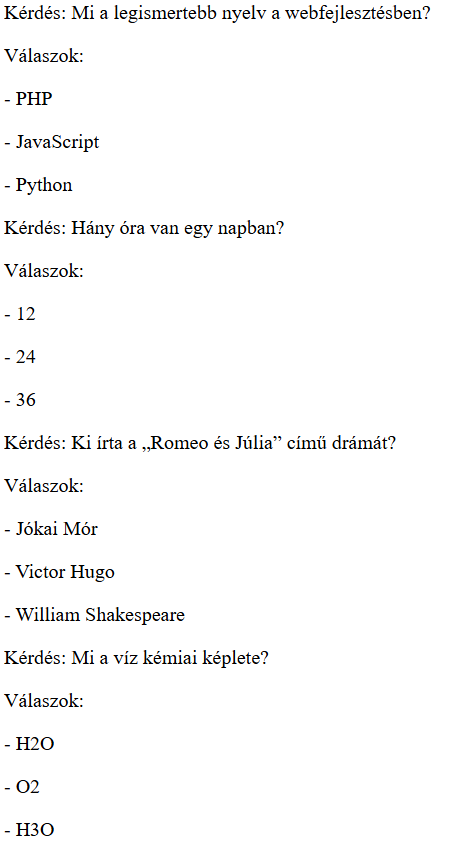 Kérdés: Mi a legismertebb nyelv a webfejlesztésben?
Válaszok:
- PHP
- JavaScript
- Python
Kérdés: Hány óra van egy napban?
Válaszok:
- 12
- 24
- 36
Kérdés: Ki írta a „Romeo és Júlia” című drámát?
Válaszok:
- Jókai Mór
- Victor Hugo
- William Shakespeare
Kérdés: Mi a víz kémiai képlete?
Válaszok:
- H2O
- O2
- H3O